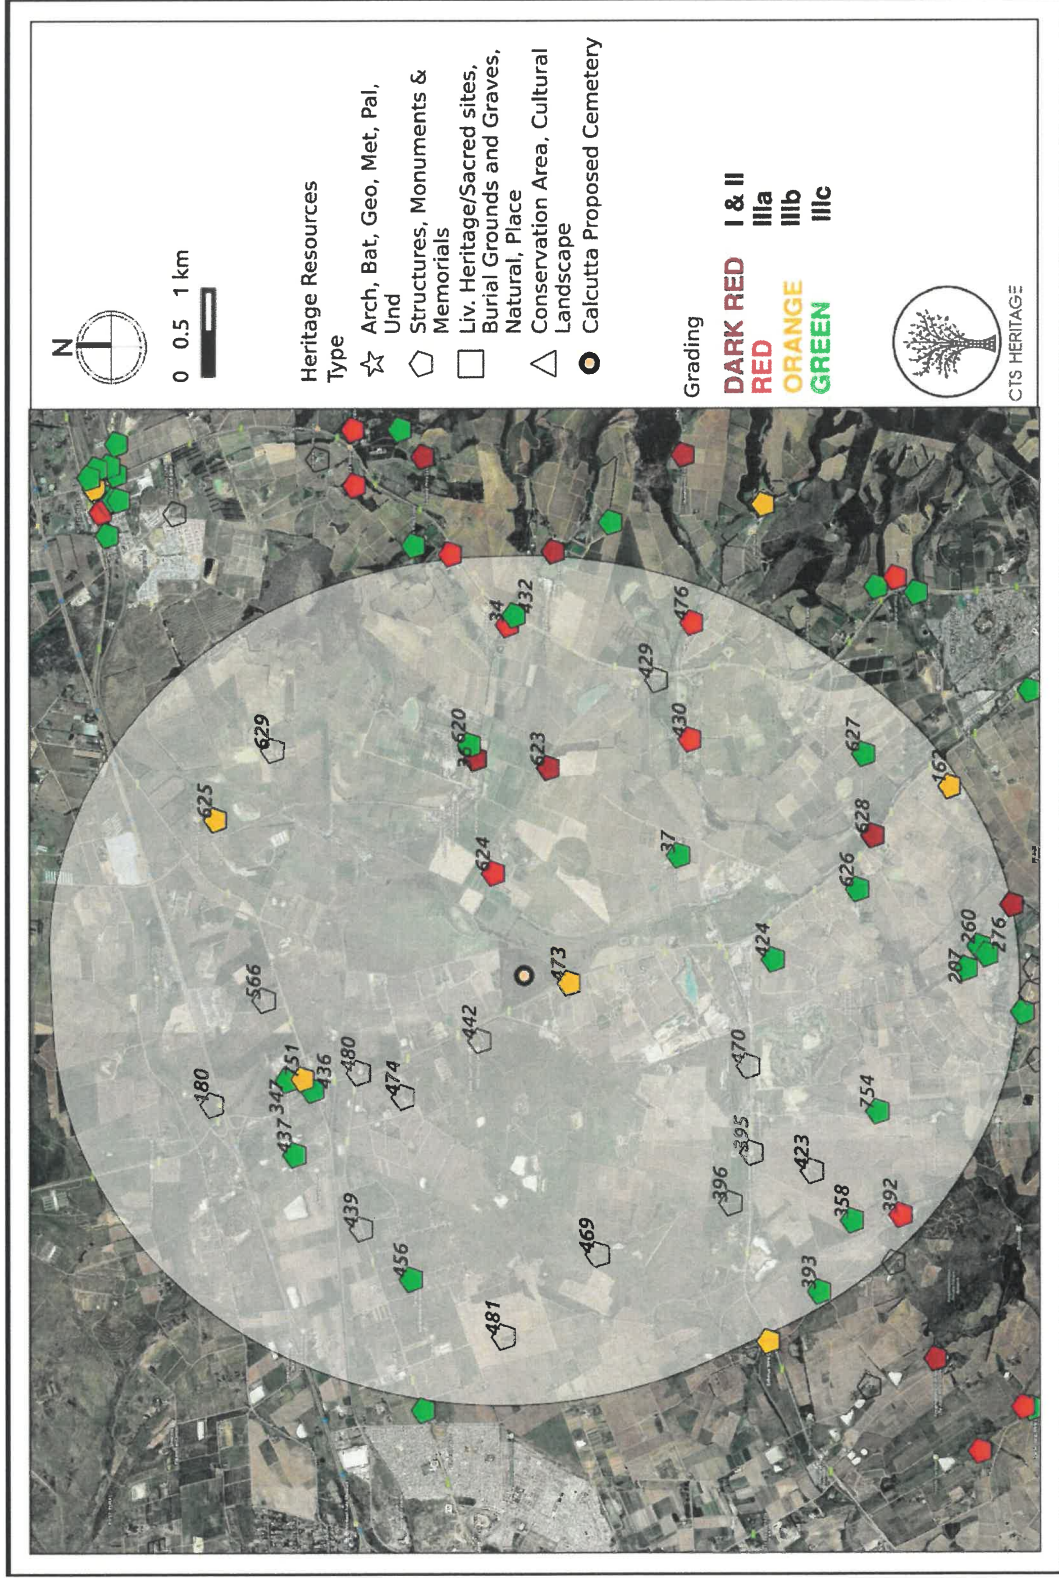 N
0 0.5 1 km
Heritage Resources
Type
Arch, Bat, Geo, Met, Pal,
Und
Structures, Monuments &
Memorials
Liv. Heritage/Sacred sites,
Burial Grounds and Graves,
Natural, Place
Conservation Area, Cultural
Landscape
Calcutta Proposed Cemetery
Grading
DARK RED I & II
RED IIIa
ORANGE IIIb
GREEN IIIc
CTS HERITAGE
34
432
476
429
629
620
623
430
627
162
625
624
37
628
626
424
260
276
473
566
442
480
474
436
347
180
437
470
754
395
423
396
358
392
439
469
393
456
481